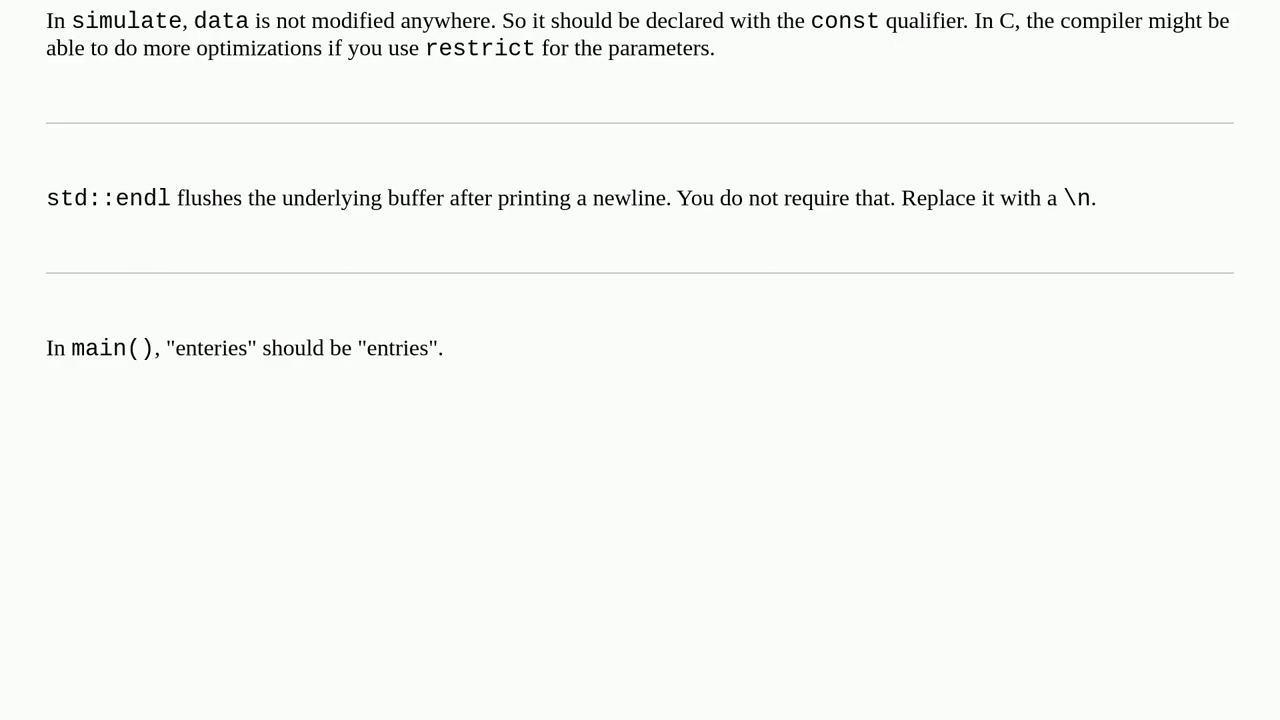 In simulate, data is not modified anywhere. So it should be declared with the const qualifier. In C, the compiler might be
able to do more optimizations if you use restrict for the parameters.
std::endl flushes the underlying buffer after printing a newline. You do not require that. Replace it with a \n.
In main(), "enteries" should be "entries".